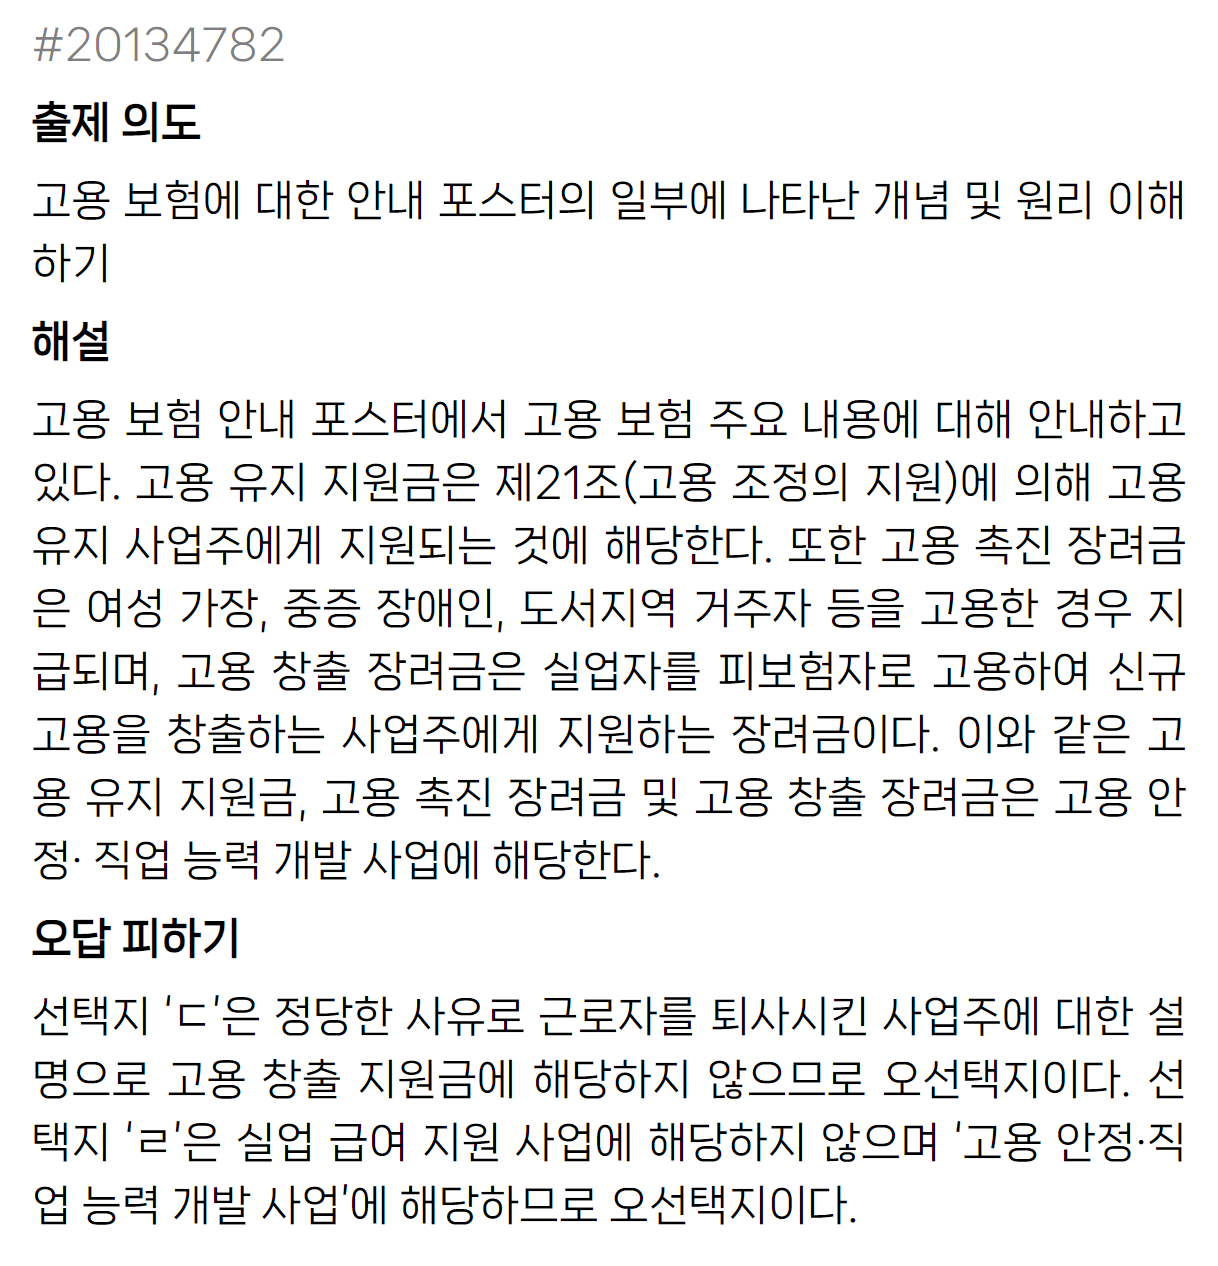 #20134782
출제 의도
고용 보험에 대한 안내 포스터의 일부에 나타난 개념 및 원리 이해
하기
해설
고용 보험 안내 포스터에서 고용 보험 주요 내용에 대해 안내하고
있다. 고용 유지 지원금은 제21조(고용 조정의 지원)에 의해 고용
유지 사업주에게 지원되는 것에 해당한다. 또한 고용 촉진 장려금
은 여성 가장, 중증 장애인, 도서지역 거주자 등을 고용한 경우 지
급되며, 고용 창출 장려금은 실업자를 피보험자로 고용하여 신규
고용을 창출하는 사업주에게 지원하는 장려금이다. 이와 같은 고
용 유지 지원금, 고용 촉진 장려금 및 고용 창출 장려금은 고용 안
정· 직업 능력 개발 사업에 해당한다.
오답 피하기
선택지 'ㄷ'은 정당한 사유로 근로자를 퇴사시킨 사업주에 대한 설
명으로 고용 창출 지원금에 해당하지 않으므로 오선택지이다. 선
택지 'ㄹ'은 실업 급여 지원 사업에 해당하지 않으며 '고용 안정·직
업 능력 개발 사업'에 해당하므로 오선택지이다.